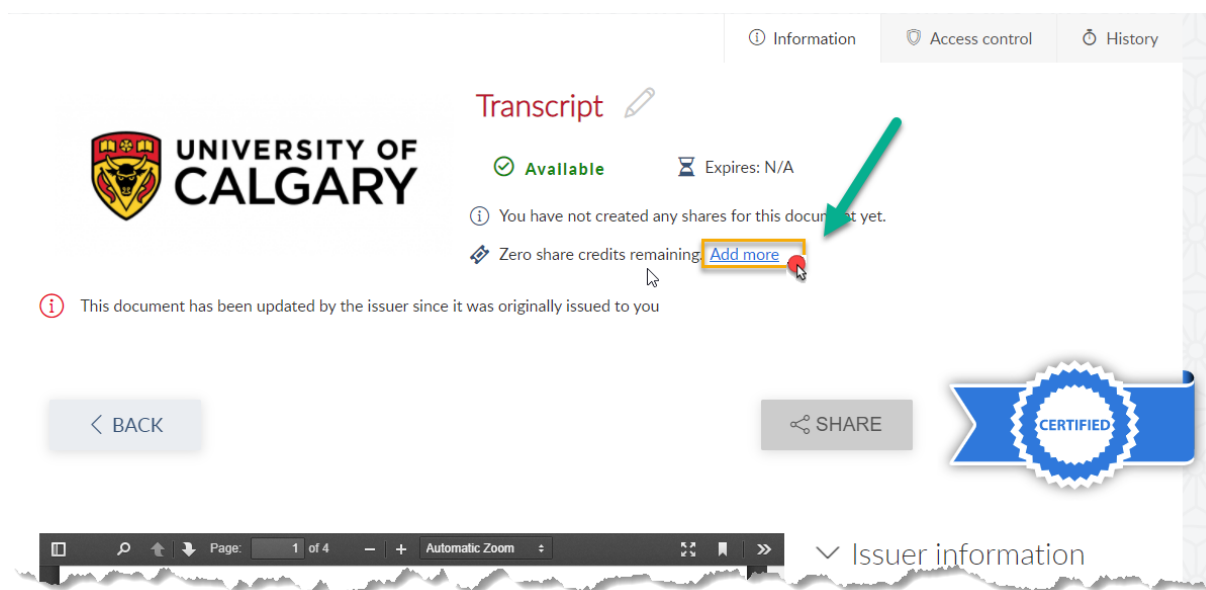 Information
Access control
History
Transcript
UNIVERSITY OF
CALGARY
Available
Expires: N/A
You have not created any shares for this document yet.
Zero share credits remaining. Add more
This document has been updated by the issuer since it was originally issued to you
BACK
SHARE
CERTIFIED
Page: 1 of 4
Automatic Zoom
Issuer information